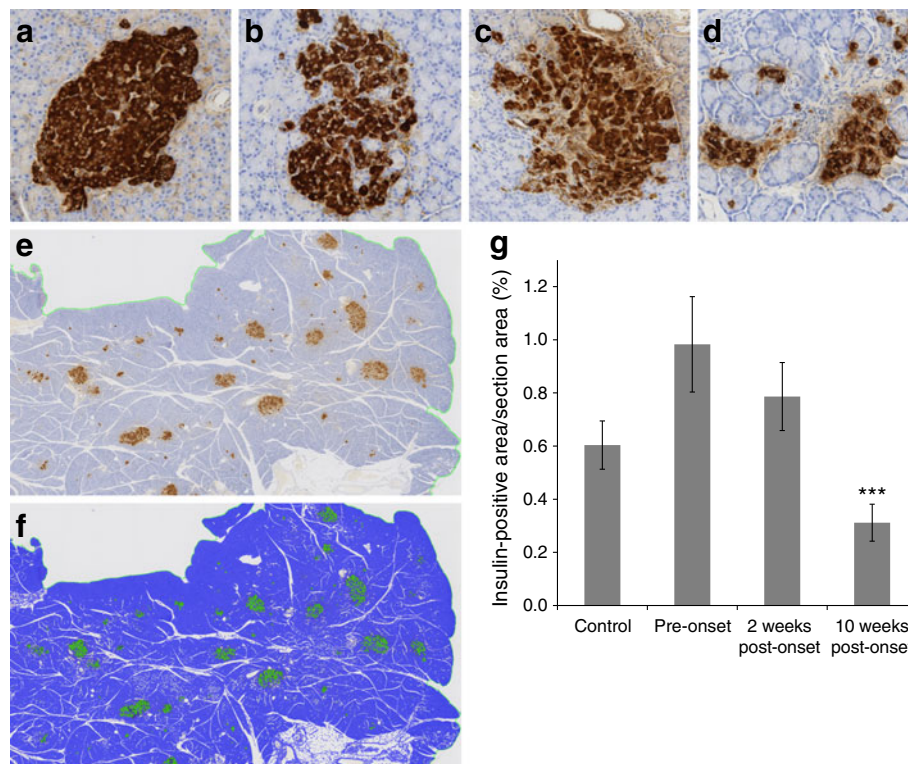 a
b
c
d
e
f
g
Insulin-positive area/section area (%)
1.2
1.0
0.8
0.6
0.4
0.2
0.0
***
Control
Pre-onset
2 weeks
post-onset
10 weeks
post-onset